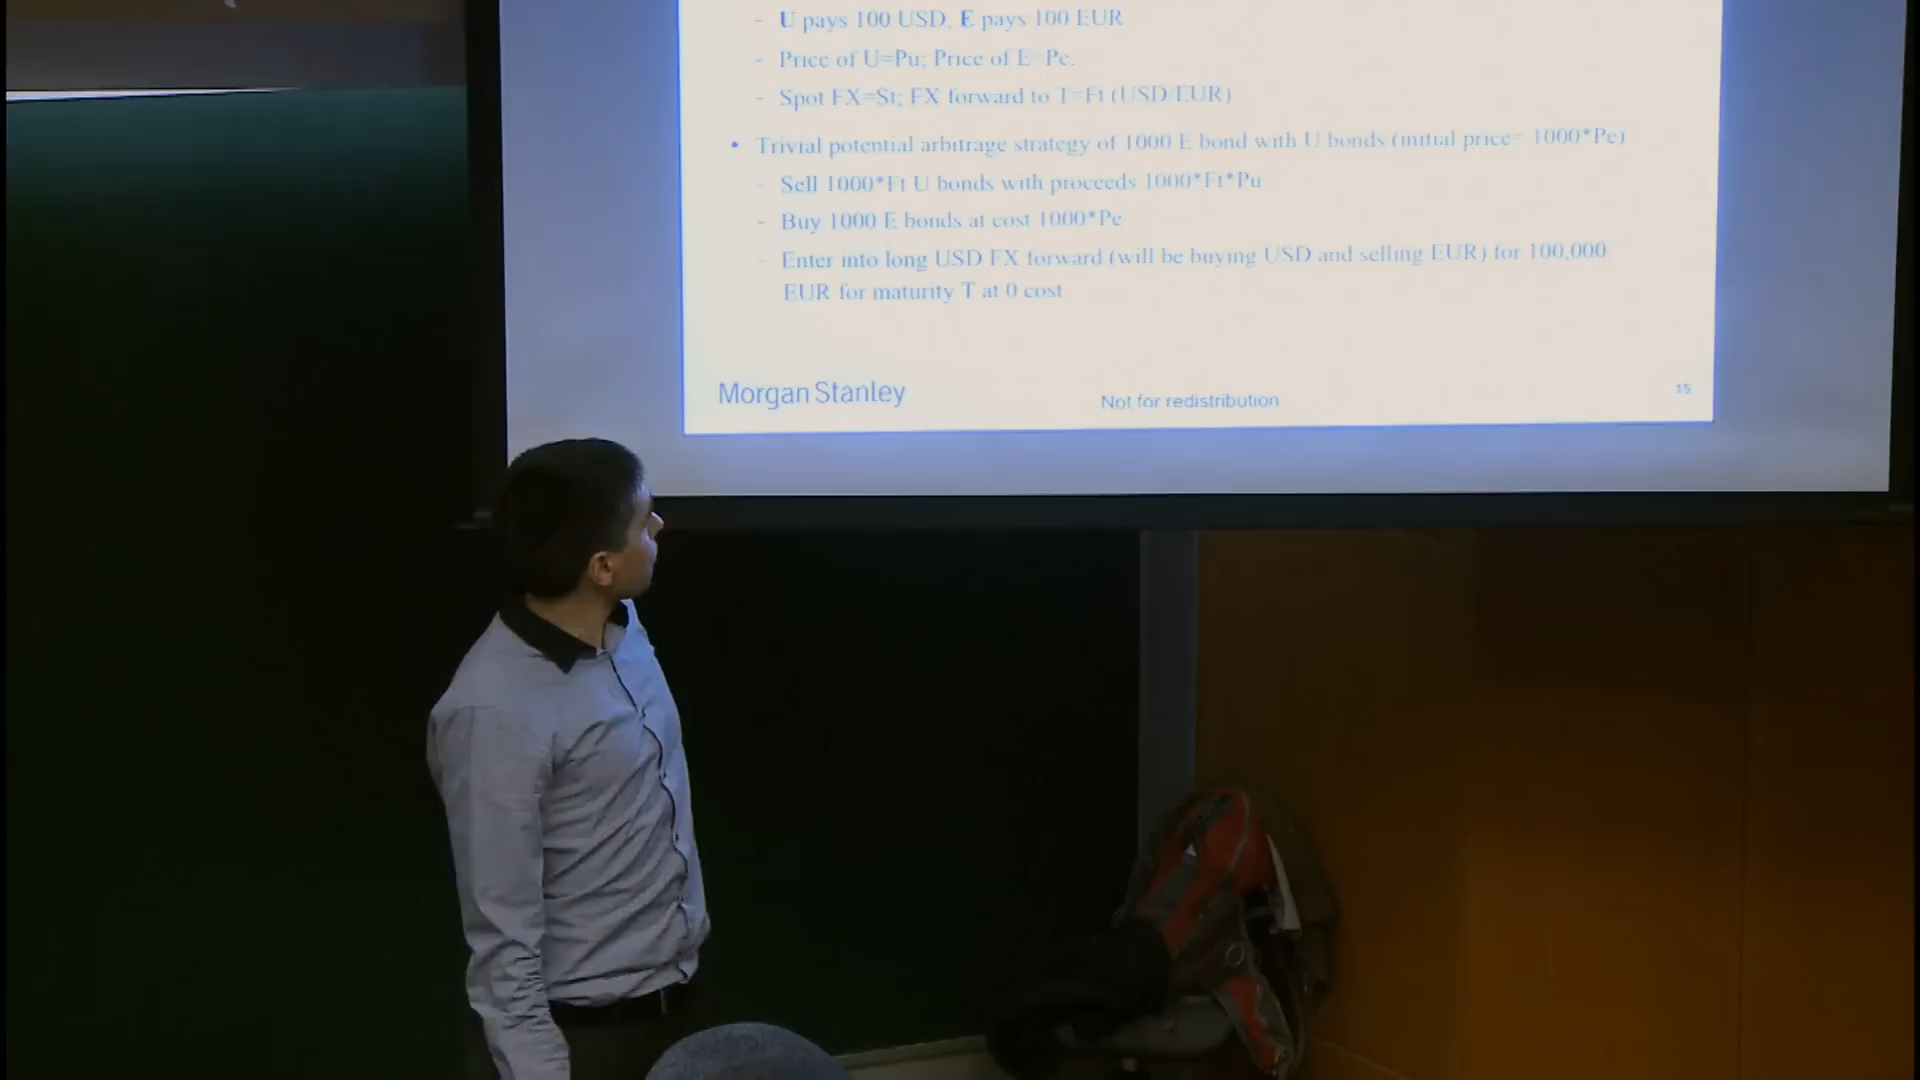 - U pays 100 USD, E pays 100 EUR
- Price of U=Pu; Price of E=Pe;
- Spot FX=St; FX forward to T=Ft (USD/EUR)
• Trivial potential arbitrage strategy of 1000 E bond with U bonds (initial price= 1000*Pe)
- Sell 1000*Ft U bonds with proceeds 1000*Ft*Pu
- Buy 1000 E bonds at cost 1000*Pe
- Enter into long USD FX forward (will be buying USD and selling EUR) for 100,000
EUR for maturity T at 0 cost
Morgan Stanley
Not for redistribution
15